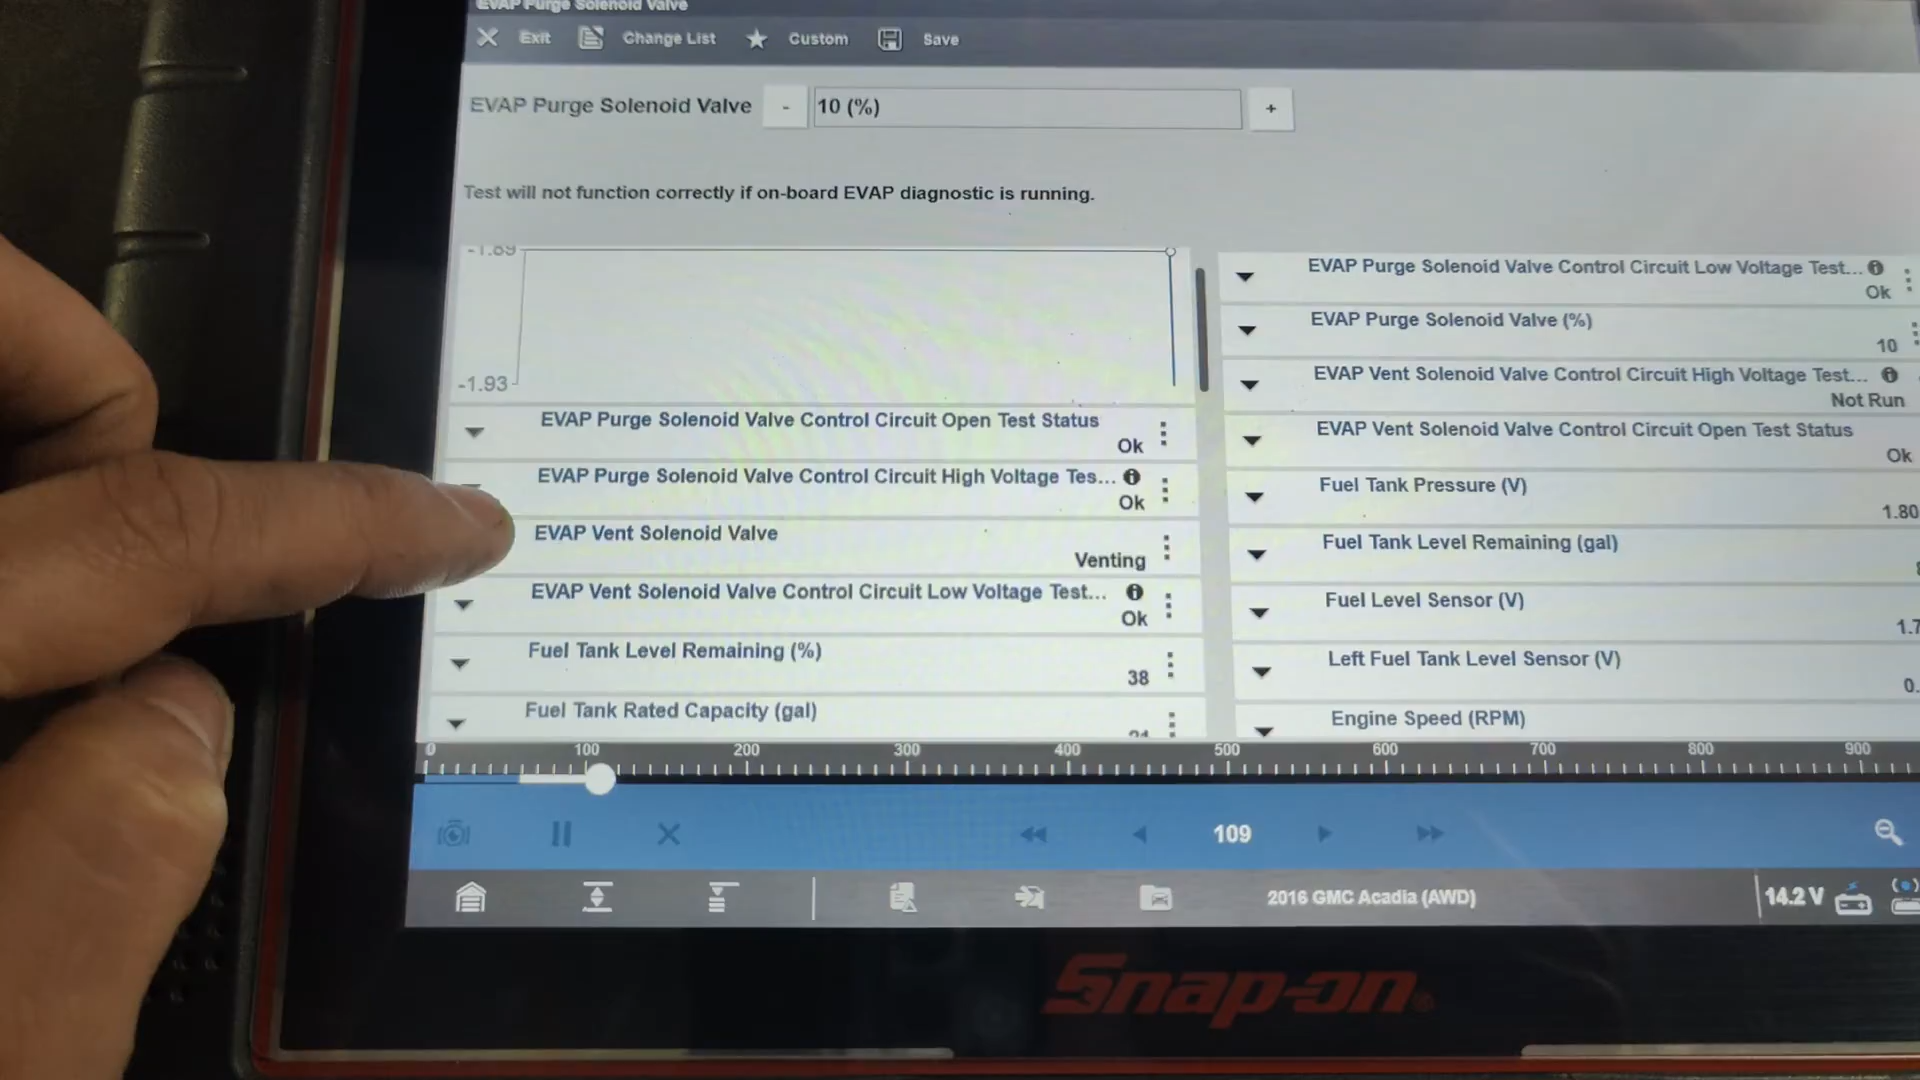 EVAP Purge Solenoid Valve
Exit Change List Custom Save
EVAP Purge Solenoid Valve - 10 (%) +
Test will not function correctly if on-board EVAP diagnostic is running.
-1.89
-1.93
EVAP Purge Solenoid Valve Control Circuit Open Test Status
Ok
EVAP Purge Solenoid Valve Control Circuit High Voltage Tes...
Ok
EVAP Vent Solenoid Valve
Venting
EVAP Vent Solenoid Valve Control Circuit Low Voltage Test...
Ok
Fuel Tank Level Remaining (%)
38
Fuel Tank Rated Capacity (gal)
EVAP Purge Solenoid Valve Control Circuit Low Voltage Test...
Ok
EVAP Purge Solenoid Valve (%)
10
EVAP Vent Solenoid Valve Control Circuit High Voltage Test...
Not Run
EVAP Vent Solenoid Valve Control Circuit Open Test Status
Ok
Fuel Tank Pressure (V)
1.80
Fuel Tank Level Remaining (gal)
Fuel Level Sensor (V)
1.7
Left Fuel Tank Level Sensor (V)
0.
Engine Speed (RPM)
0 100 200 300 400 500 600 700 800 900
109
2016 GMC Acadia (AWD) 14.2 V
Snap-on